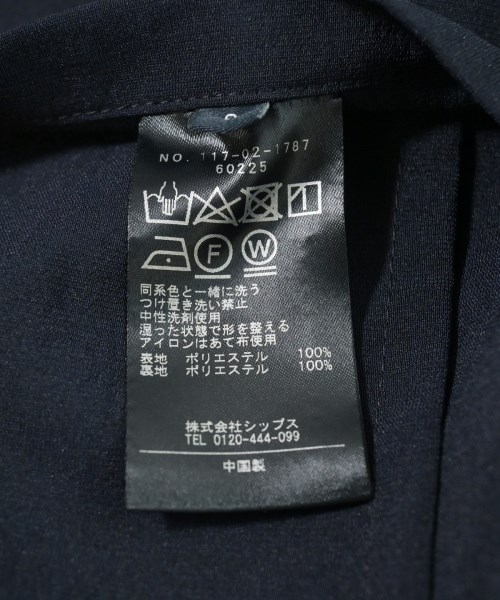 NO. 117-02-1787
60225
F W
同系色と一緒に洗う
つけ置き洗い禁止
中性洗剤使用
湿った状態で形を整える
アイロンはあて布使用
表地 ポリエステル 100%
裏地 ポリエステル 100%
株式会社シップス
TEL 0120-444-099
中国製